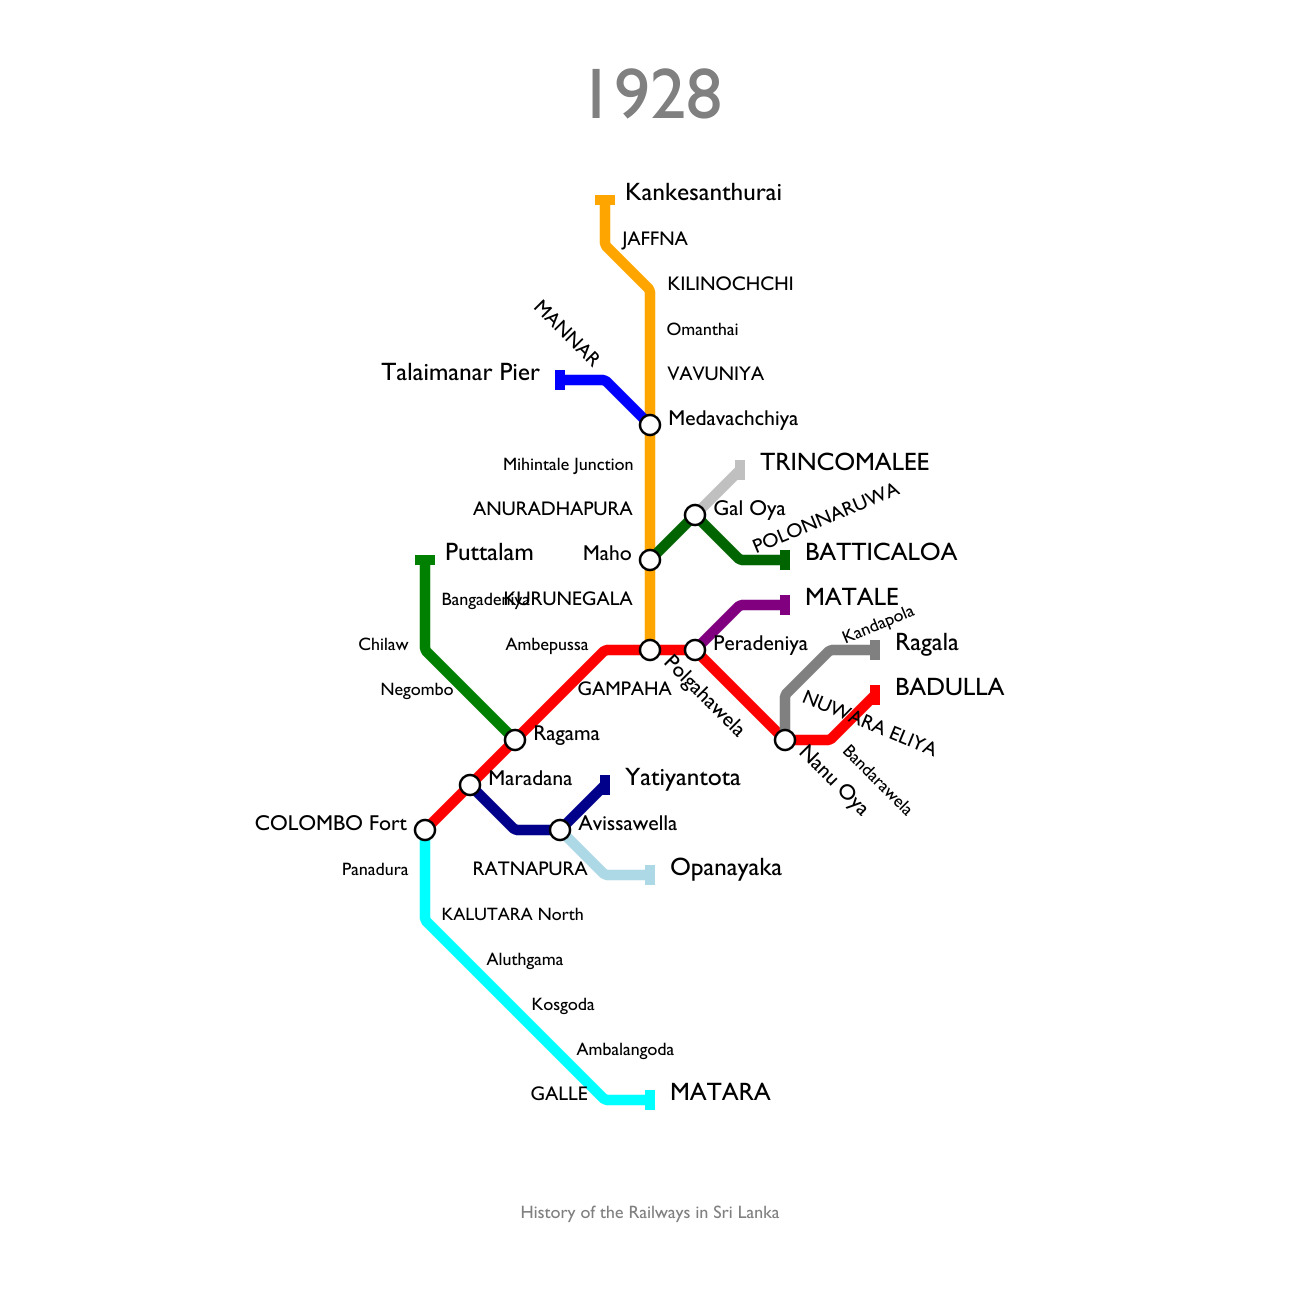 1928
Kankesanthurai
JAFFNA
KILINOCHCHI
Omanthai
MANNAR
Talaimanar Pier
VAVUNIYA
Medavachchiya
Mihintale Junction
TRINCOMALEE
ANURADHAPURA
Gal Oya
POLONNARUWA
Puttalam
Maho
BATTICALOA
Bangadeniya
KURUNEGALA
MATALE
Kandapola
Chilaw
Ambepussa
Peradeniya
Ragala
Negombo
GAMPAHA
Polgahawela
NUWARA ELIYA
BADULLA
Ragama
Nanu Oya
Bandarawela
Maradana
Yatiyantota
COLOMBO Fort
Avissawella
Panadura
RATNAPURA
Opanayaka
KALUTARA North
Aluthgama
Kosgoda
Ambalangoda
GALLE
MATARA
History of the Railways in Sri Lanka